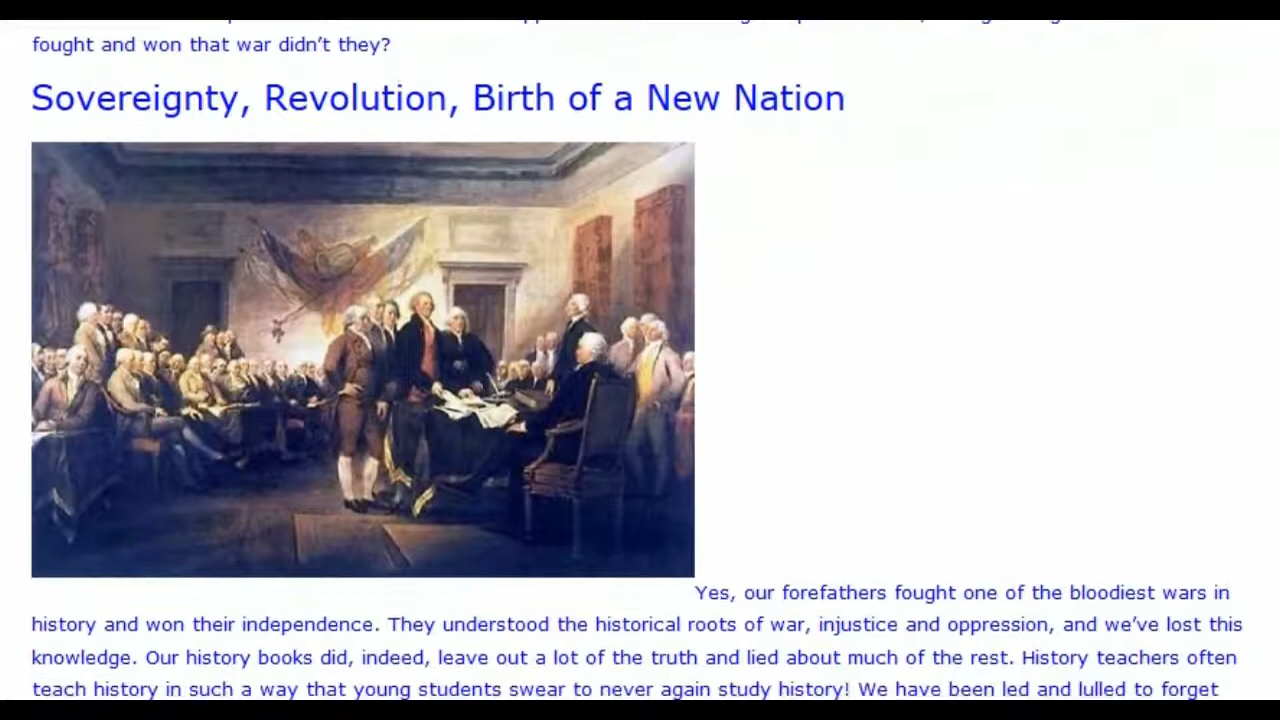 fought and won that war didn’t they?
Sovereignty, Revolution, Birth of a New Nation
Yes, our forefathers fought one of the bloodiest wars in
history and won their independence. They understood the historical roots of war, injustice and oppression, and we’ve lost this
knowledge. Our history books did, indeed, leave out a lot of the truth and lied about much of the rest. History teachers often
teach history in such a way that young students swear to never again study history! We have been led and lulled to forget